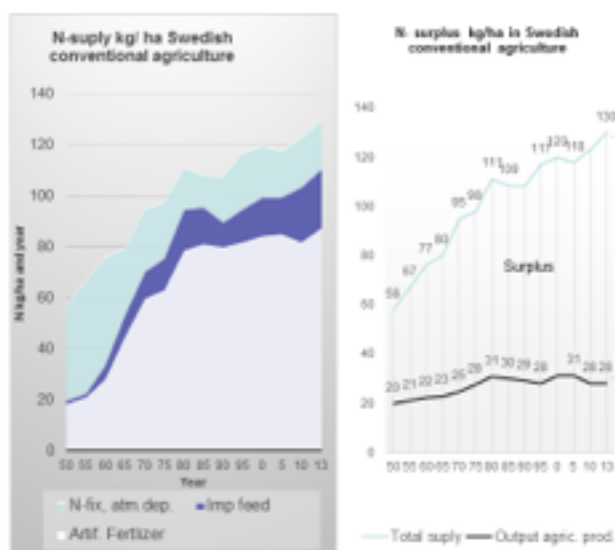 N-suply kg/ ha Swedish
conventional agriculture
140
120
100
80
60
40
20
0
N kg/ha and year
50 55 60 65 70 75 80 85 90 95 0 5 10 13
Year
N-fix, atm.dep.
Imp feed
Artif. Fertlizer
N- surplus kg/ha in Swedish
conventional agriculture
140
120
100
80
60
40
20
0
58 67 77 80 95 98 111 109 117 120 118 130
Surplus
20 21 22 23 25 28 31 30 29 28 31 28 28
50 55 60 65 70 75 80 85 90 95 0 5 10 13
Total suply
Output agric. prod.